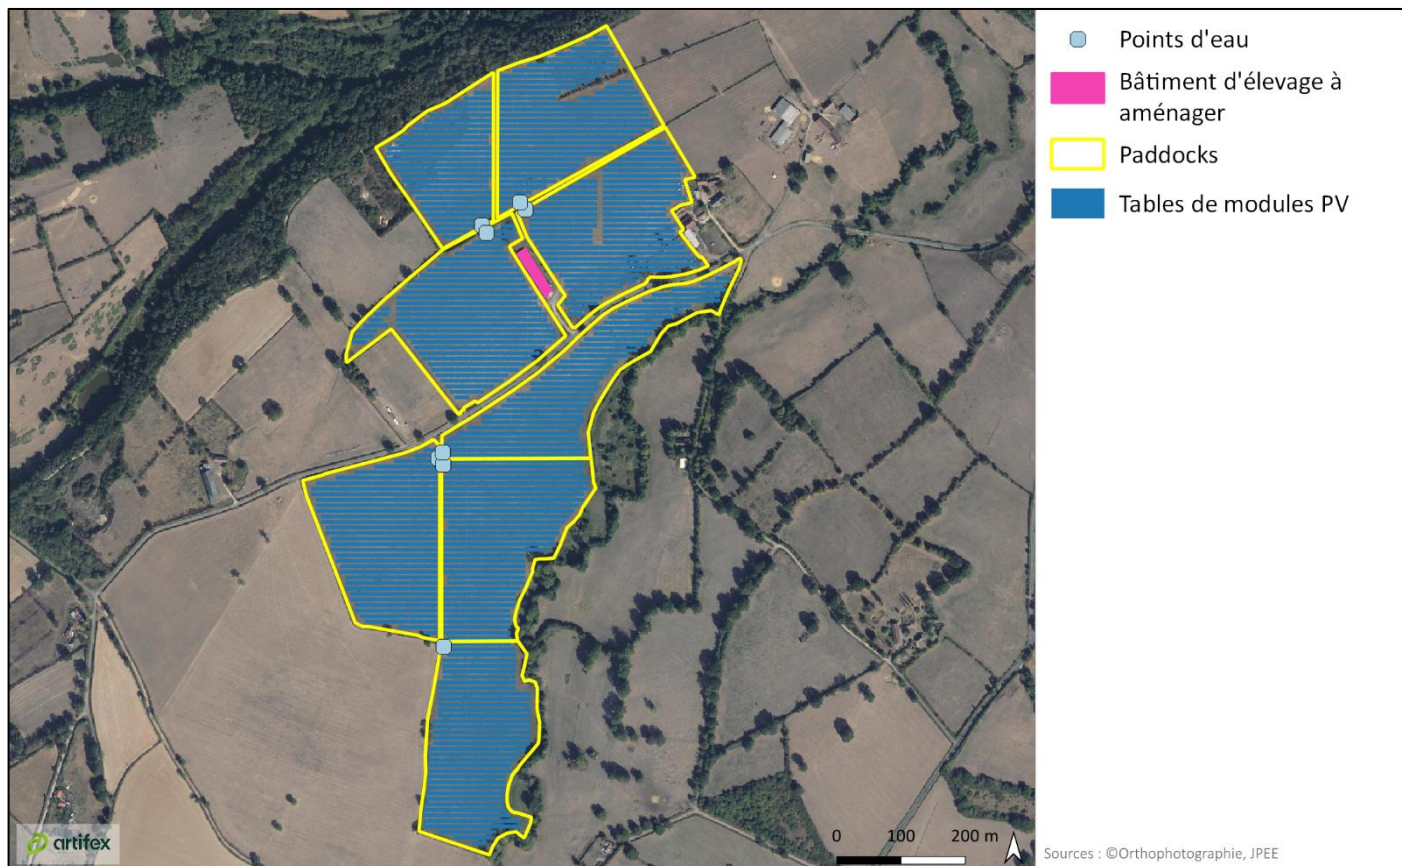 Points d'eau
Bâtiment d'élevage à
aménager
Paddocks
Tables de modules PV
artifex
0 100 200 m
Sources : ©Orthophotographie, JPEE